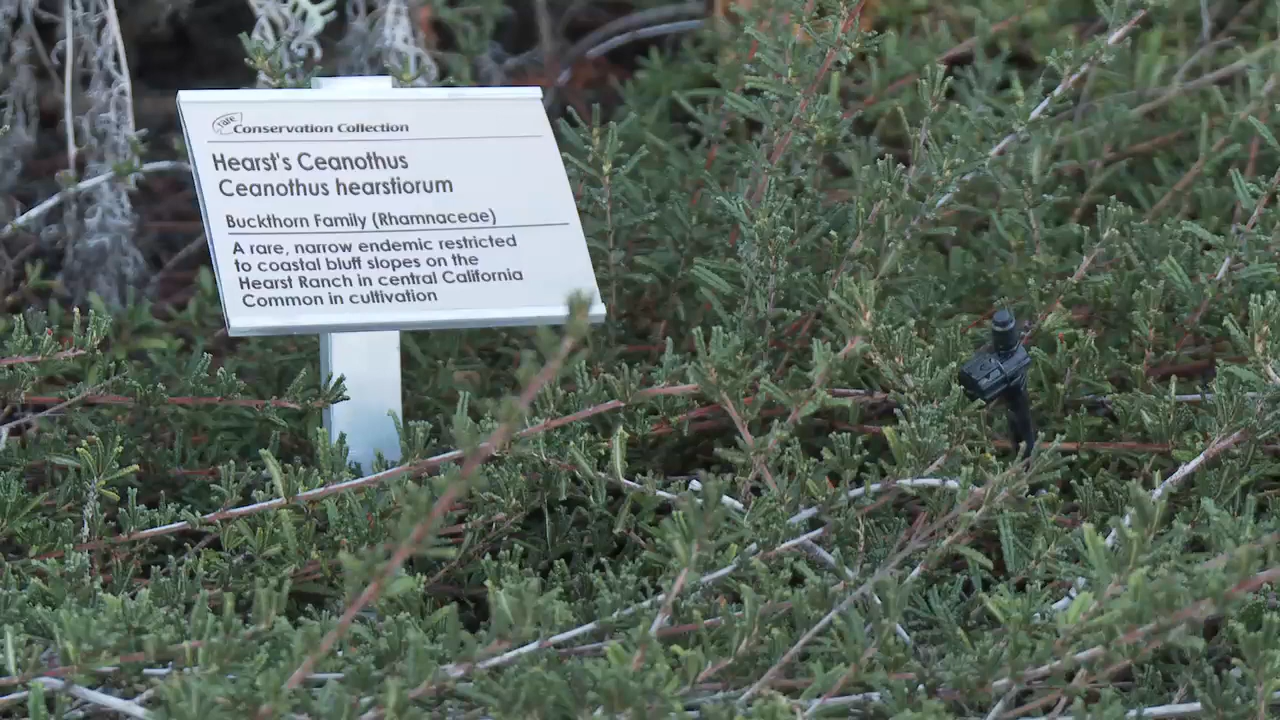 rare Conservation Collection
Hearst's Ceanothus
Ceanothus hearstiorum
Buckthorn Family (Rhamnaceae)
A rare, narrow endemic restricted
to coastal bluff slopes on the
Hearst Ranch in central California
Common in cultivation